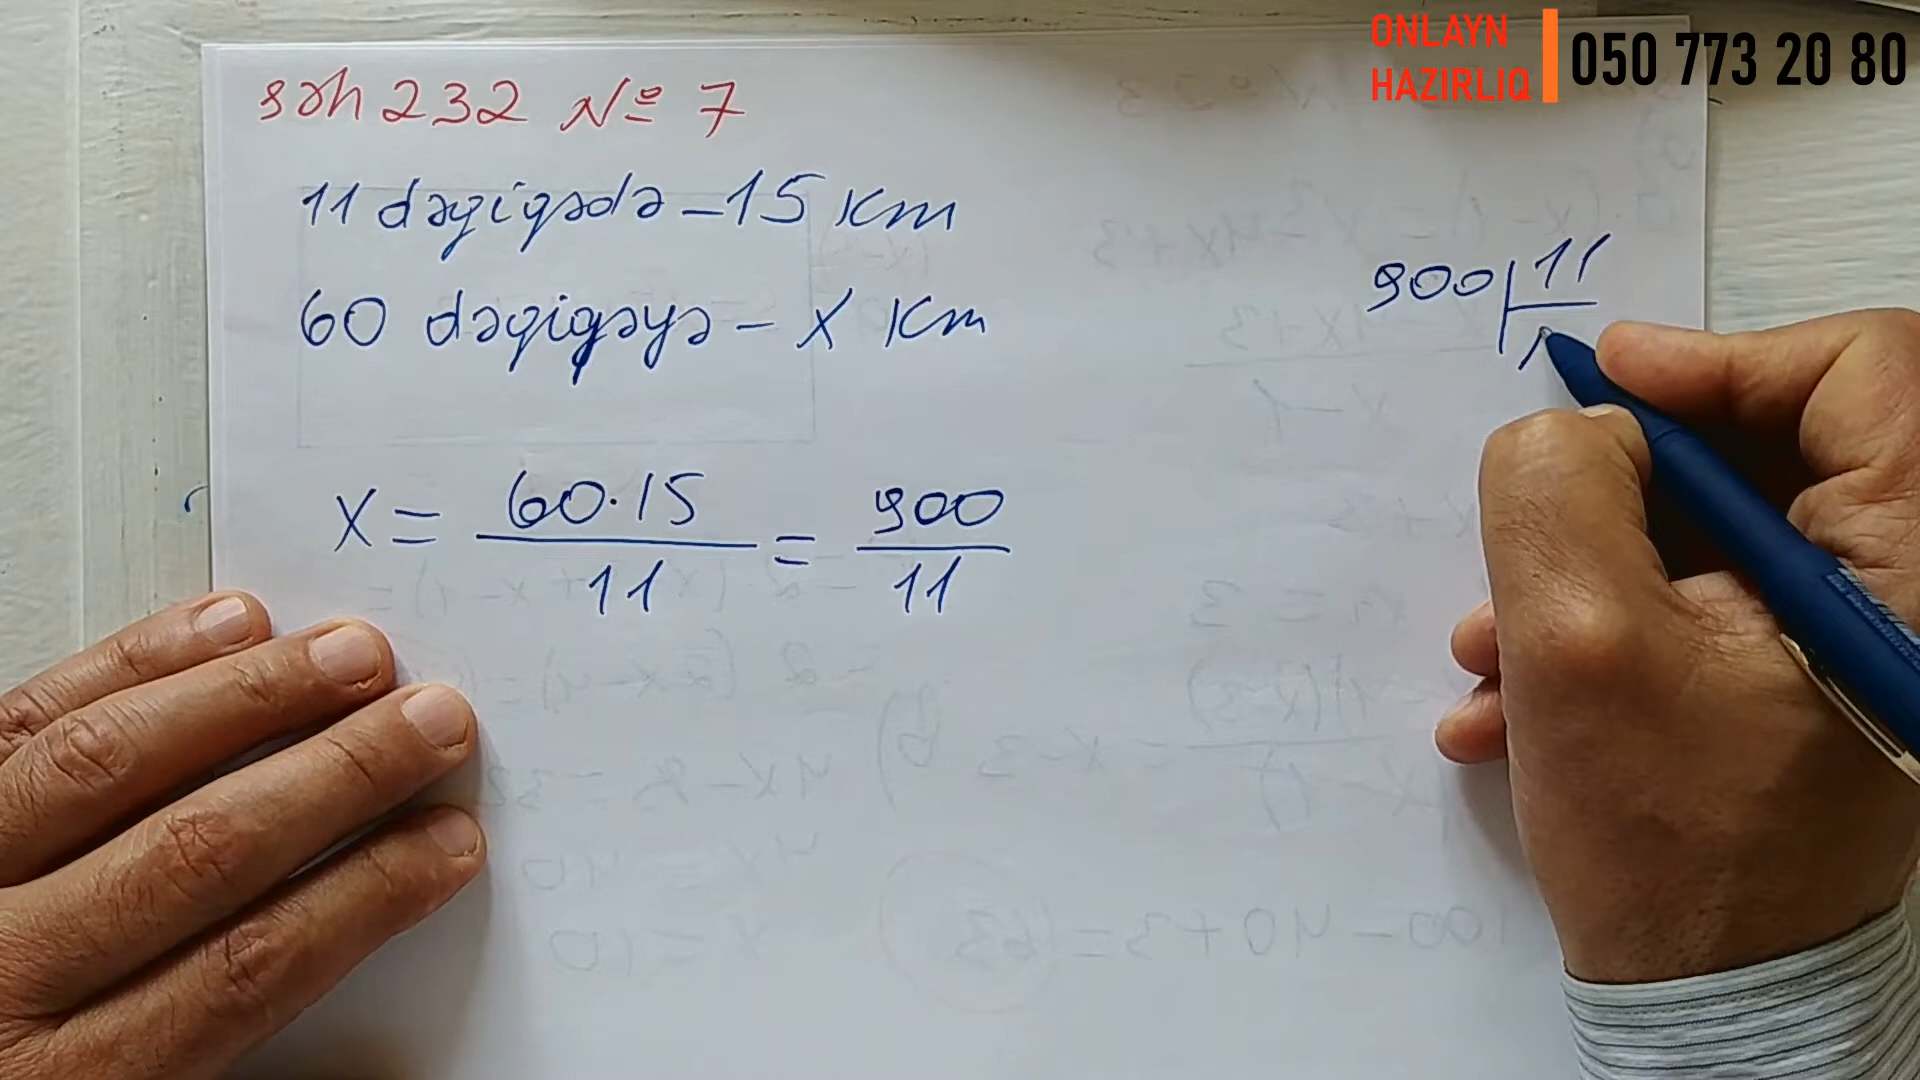 ONLAYN
HAZIRLIQ
050 773 20 80
səh 232 № 7
11 dəqiqədə – 15 km
60 dəqiqəyə – x km
900 | 11
x = 60·15 / 11 = 900 / 11